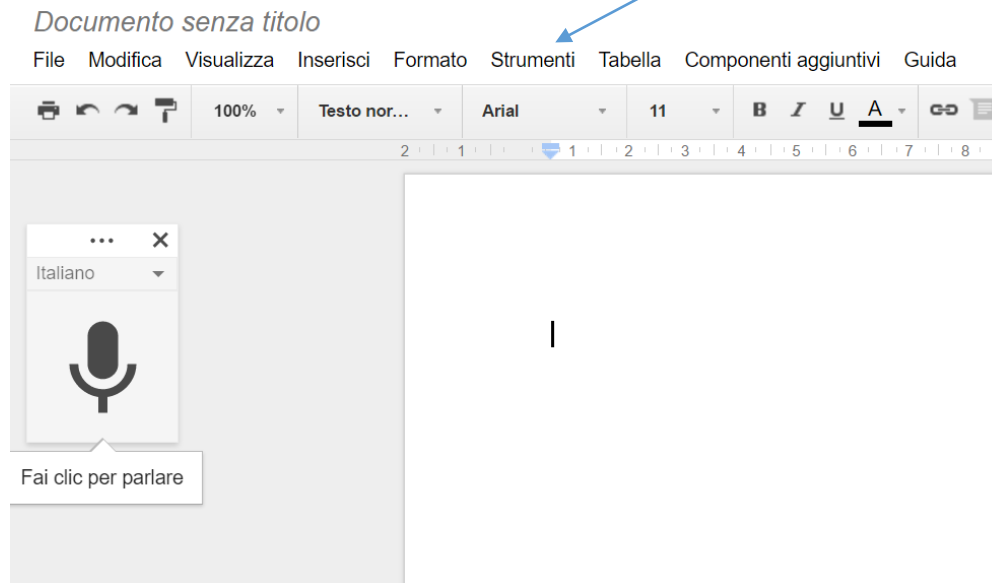 Documento senza titolo
File Modifica Visualizza Inserisci Formato Strumenti Tabella Componenti aggiuntivi Guida
100% Testo nor... Arial 11 B I U A
2 1 1 2 3 4 5 6 7 8
Italiano
Fai clic per parlare